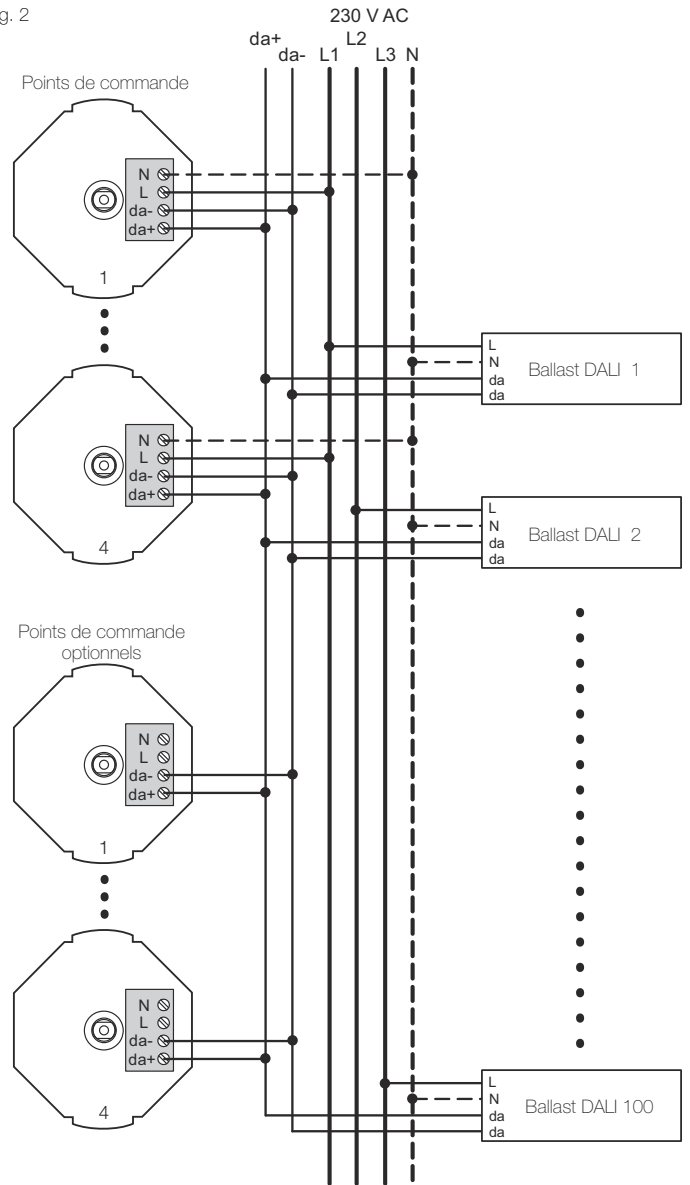 g. 2
230 V AC
da+ da- L1 L2 L3 N
Points de commande
N
L
da-
da+
1
L
N
da
da
Ballast DALI 1
N
L
da-
da+
4
L
N
da
da
Ballast DALI 2
Points de commande
optionnels
N
L
da-
da+
1
N
L
da-
da+
4
L
N
da
da
Ballast DALI 100